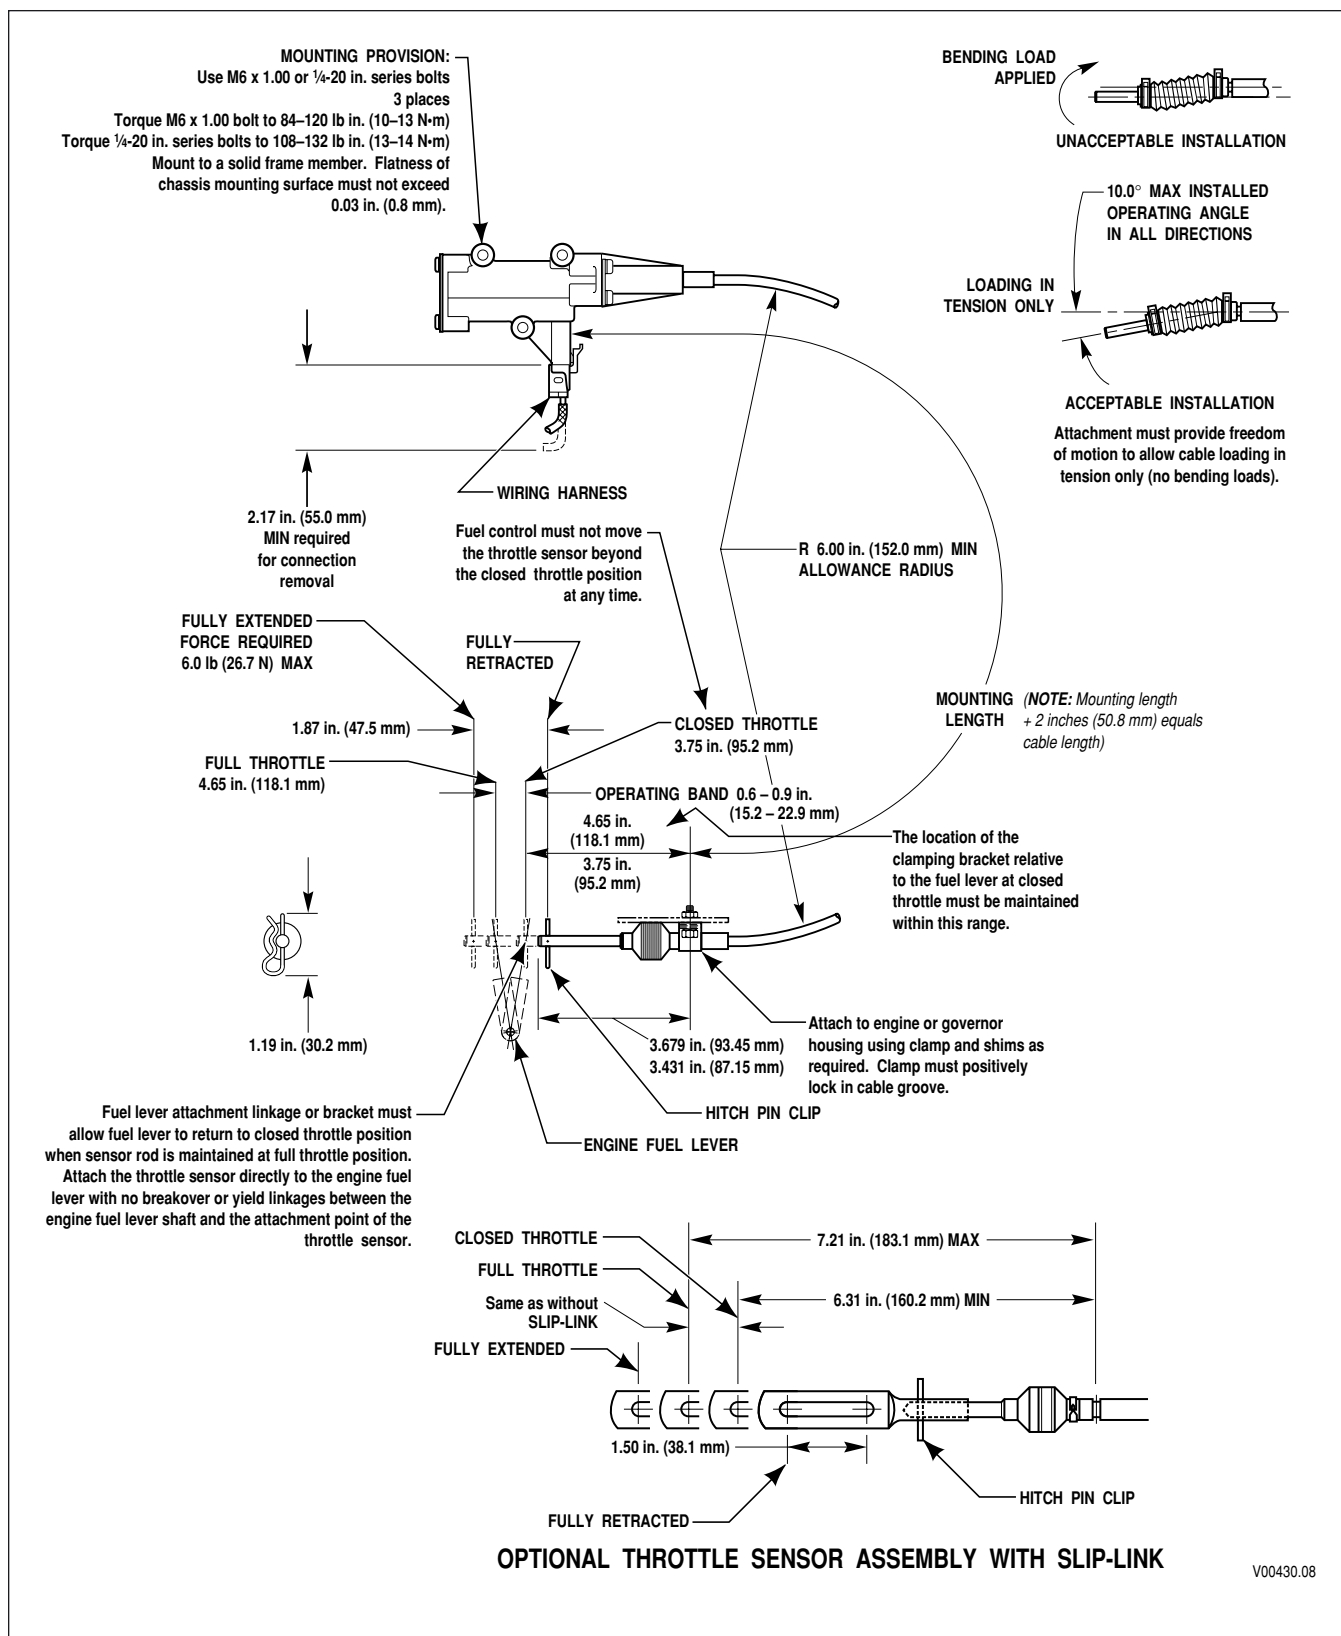 MOUNTING PROVISION:
Use M6 x 1.00 or ¼-20 in. series bolts
3 places
Torque M6 x 1.00 bolt to 84–120 lb in. (10–13 N•m)
Torque ¼-20 in. series bolts to 108–132 lb in. (13–14 N•m)
Mount to a solid frame member. Flatness of
chassis mounting surface must not exceed
0.03 in. (0.8 mm).
BENDING LOAD
APPLIED
UNACCEPTABLE INSTALLATION
10.0° MAX INSTALLED
OPERATING ANGLE
IN ALL DIRECTIONS
LOADING IN
TENSION ONLY
ACCEPTABLE INSTALLATION
Attachment must provide freedom
of motion to allow cable loading in
tension only (no bending loads).
WIRING HARNESS
2.17 in. (55.0 mm)
MIN required
for connection
removal
Fuel control must not move
the throttle sensor beyond
the closed throttle position
at any time.
R 6.00 in. (152.0 mm) MIN
ALLOWANCE RADIUS
FULLY EXTENDED
FORCE REQUIRED
6.0 lb (26.7 N) MAX
FULLY
RETRACTED
MOUNTING
LENGTH
(NOTE: Mounting length
+ 2 inches (50.8 mm) equals
cable length)
1.87 in. (47.5 mm)
CLOSED THROTTLE
3.75 in. (95.2 mm)
FULL THROTTLE
4.65 in. (118.1 mm)
OPERATING BAND 0.6 – 0.9 in.
(15.2 – 22.9 mm)
4.65 in.
(118.1 mm)
3.75 in.
(95.2 mm)
The location of the
clamping bracket relative
to the fuel lever at closed
throttle must be maintained
within this range.
1.19 in. (30.2 mm)
3.679 in. (93.45 mm)
3.431 in. (87.15 mm)
Attach to engine or governor
housing using clamp and shims as
required. Clamp must positively
lock in cable groove.
HITCH PIN CLIP
ENGINE FUEL LEVER
Fuel lever attachment linkage or bracket must
allow fuel lever to return to closed throttle position
when sensor rod is maintained at full throttle position.
Attach the throttle sensor directly to the engine fuel
lever with no breakover or yield linkages between the
engine fuel lever shaft and the attachment point of the
throttle sensor.
CLOSED THROTTLE
7.21 in. (183.1 mm) MAX
FULL THROTTLE
6.31 in. (160.2 mm) MIN
Same as without
SLIP-LINK
FULLY EXTENDED
1.50 in. (38.1 mm)
HITCH PIN CLIP
FULLY RETRACTED
OPTIONAL THROTTLE SENSOR ASSEMBLY WITH SLIP-LINK
V00430.08